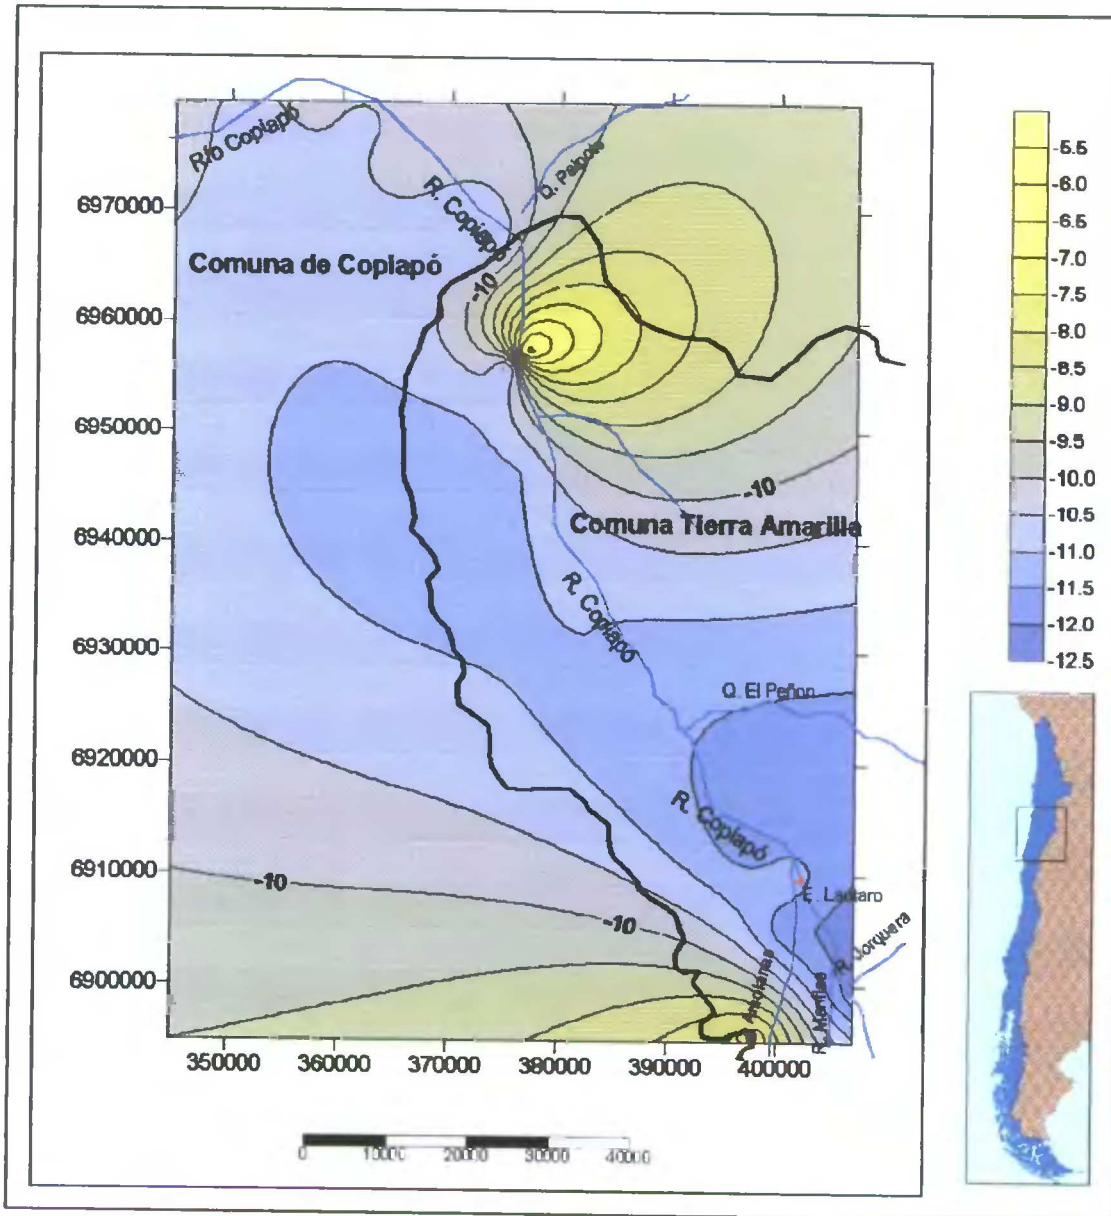 Río Copiapó
R. Copiapó
Q. Paipote
6970000
Comuna de Copiapó
-10
6960000
6950000
-10
Comuna Tierra Amarilla
6940000
R. Copiapó
6930000
Q. El Peñon
6920000
R. Copiapó
6910000
-10
E. Lautaro
-10
R. Jorquera
6900000
R. Manflas
350000 360000 370000 380000 390000 400000
0 10000 20000 30000 40000
-5.5
-6.0
-6.5
-7.0
-7.5
-8.0
-8.5
-9.0
-9.5
-10.0
-10.5
-11.0
-11.5
-12.0
-12.5